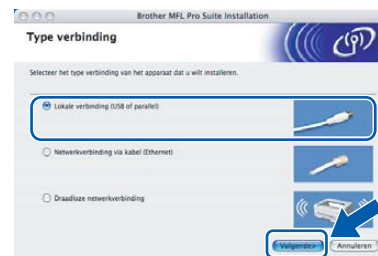 Brother MFL Pro Suite Installation
Type verbinding
Selecteer het type verbinding van het apparaat dat u wilt installeren.
Lokale verbinding (USB of parallel)
Netwerkverbinding via kabel (Ethernet)
Draadloze netwerkverbinding
Volgende>
Annuleren